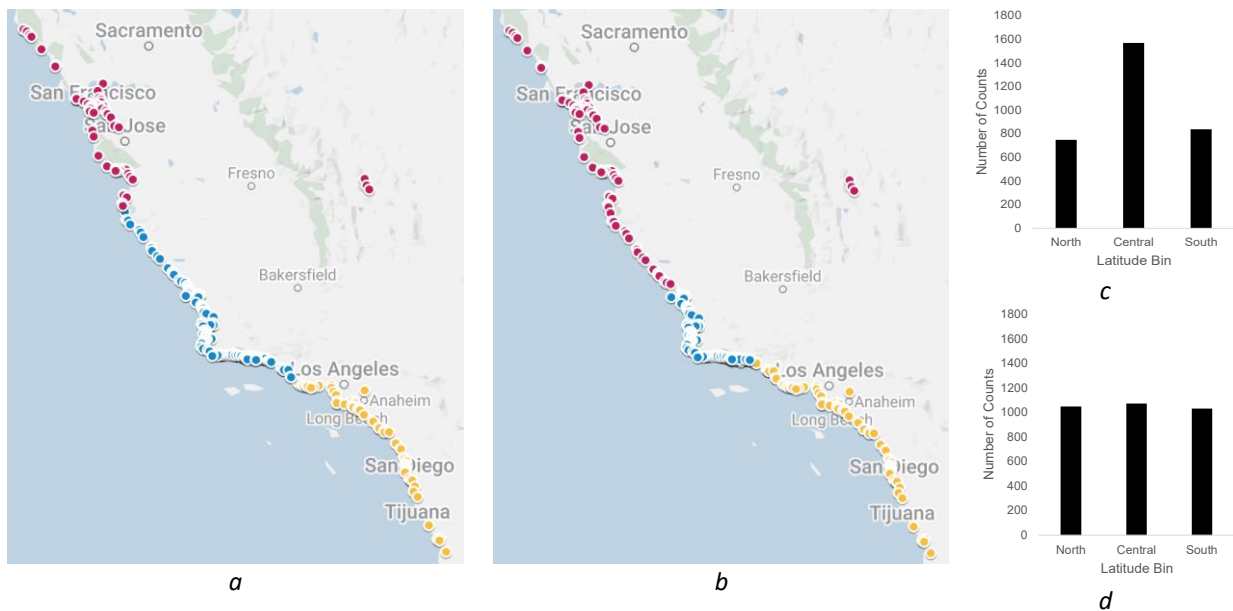 Sacramento
San Francisco
San Jose
Fresno
Bakersfield
Los Angeles
Anaheim
Long Beach
San Diego
Tijuana
a
Sacramento
San Francisco
San Jose
Fresno
Bakersfield
Los Angeles
Anaheim
Long Beach
San Diego
Tijuana
b
Number of Counts
1800
1600
1400
1200
1000
800
600
400
200
0
North Central South
Latitude Bin
c
Number of Counts
1800
1600
1400
1200
1000
800
600
400
200
0
North Central South
Latitude Bin
d